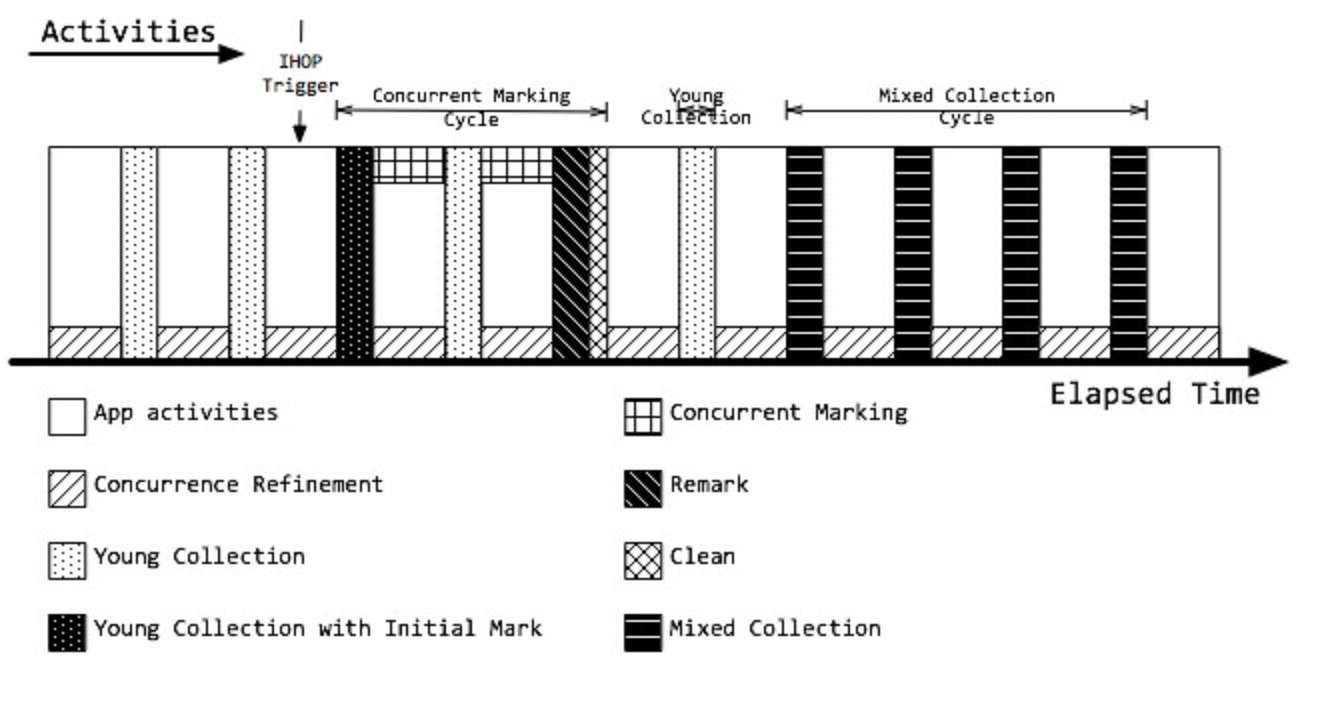 Activities
IHOP
Trigger
Concurrent Marking
Cycle
Young
Collection
Mixed Collection
Cycle
Elapsed Time
App activities
Concurrent Marking
Concurrence Refinement
Remark
Young Collection
Clean
Young Collection with Initial Mark
Mixed Collection